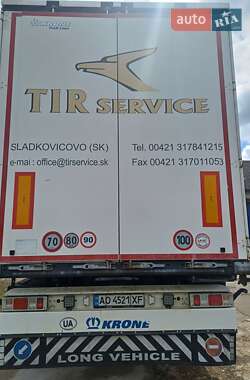 auto RIA
KRONE
TIR SERVICE
SLADKOVICOVO (SK)
Tel. 00421 317841215
e-mai : office@tirservice.sk
Fax 00421 317011053
70 80 90
100
AO 4521 XF
UA KRONE
LONG VEHICLE